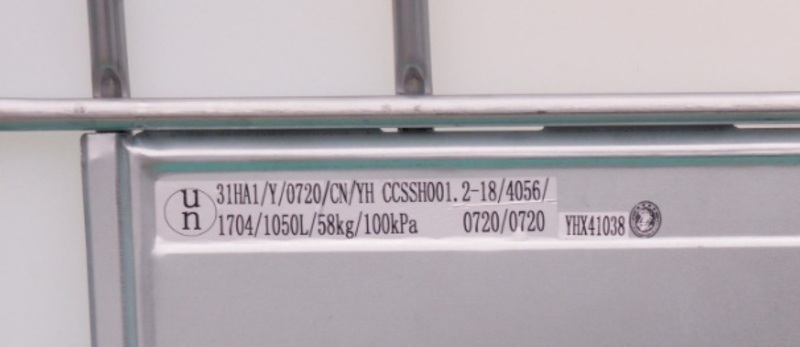 un
31HA1/Y/0720/CN/YH CCSSH001.2-18/4056/
1704/1050L/58kg/100kPa 0720/0720
YHX41038